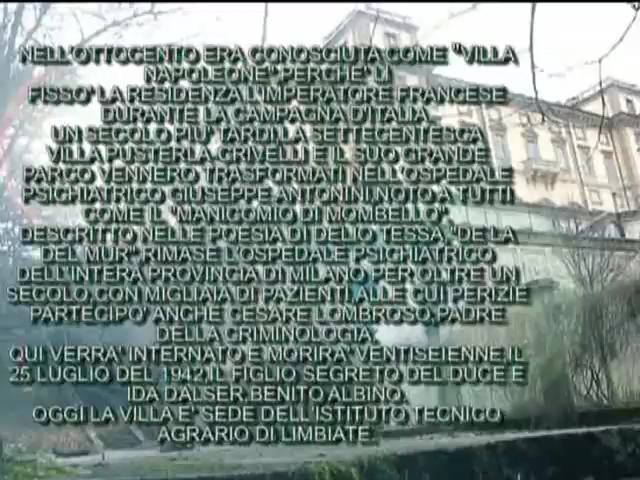 NELL'OTTOCENTO ERA CONOSCIUTA COME "VILLA
NAPOLEONE" PERCHE' LI
FISSO' LA RESIDENZA L'IMPERATORE FRANCESE
DURANTE LA CAMPAGNA D'ITALIA.
UN SECOLO PIU' TARDI LA SETTECENTESCA
VILLA PUSTERLA-CRIVELLI E IL SUO GRANDE
PARCO VENNERO TRASFORMATI NELL'OSPEDALE
PSICHIATRICO GIUSEPPE ANTONINI,NOTO A TUTTI
COME IL "MANICOMIO DI MOMBELLO".
DESCRITTO NELLE POESIA DI DELIO TESSA,"DE LA
DEL MUR",RIMASE L'OSPEDALE PSICHIATRICO
DELL'INTERA PROVINCIA DI MILANO PER OLTRE UN
SECOLO,CON MIGLIAIA DI PAZIENTI,ALLE CUI PERIZIE
PARTECIPO' ANCHE CESARE LOMBROSO,PADRE
DELLA CRIMINOLOGIA.
QUI VERRA' INTERNATO E MORIRA' VENTISEIENNE,IL
25 LUGLIO DEL 1942,IL FIGLIO SEGRETO DEL DUCE E
IDA DALSER,BENITO ALBINO.
OGGI LA VILLA E' SEDE DELL'ISTITUTO TECNICO
AGRARIO DI LIMBIATE.